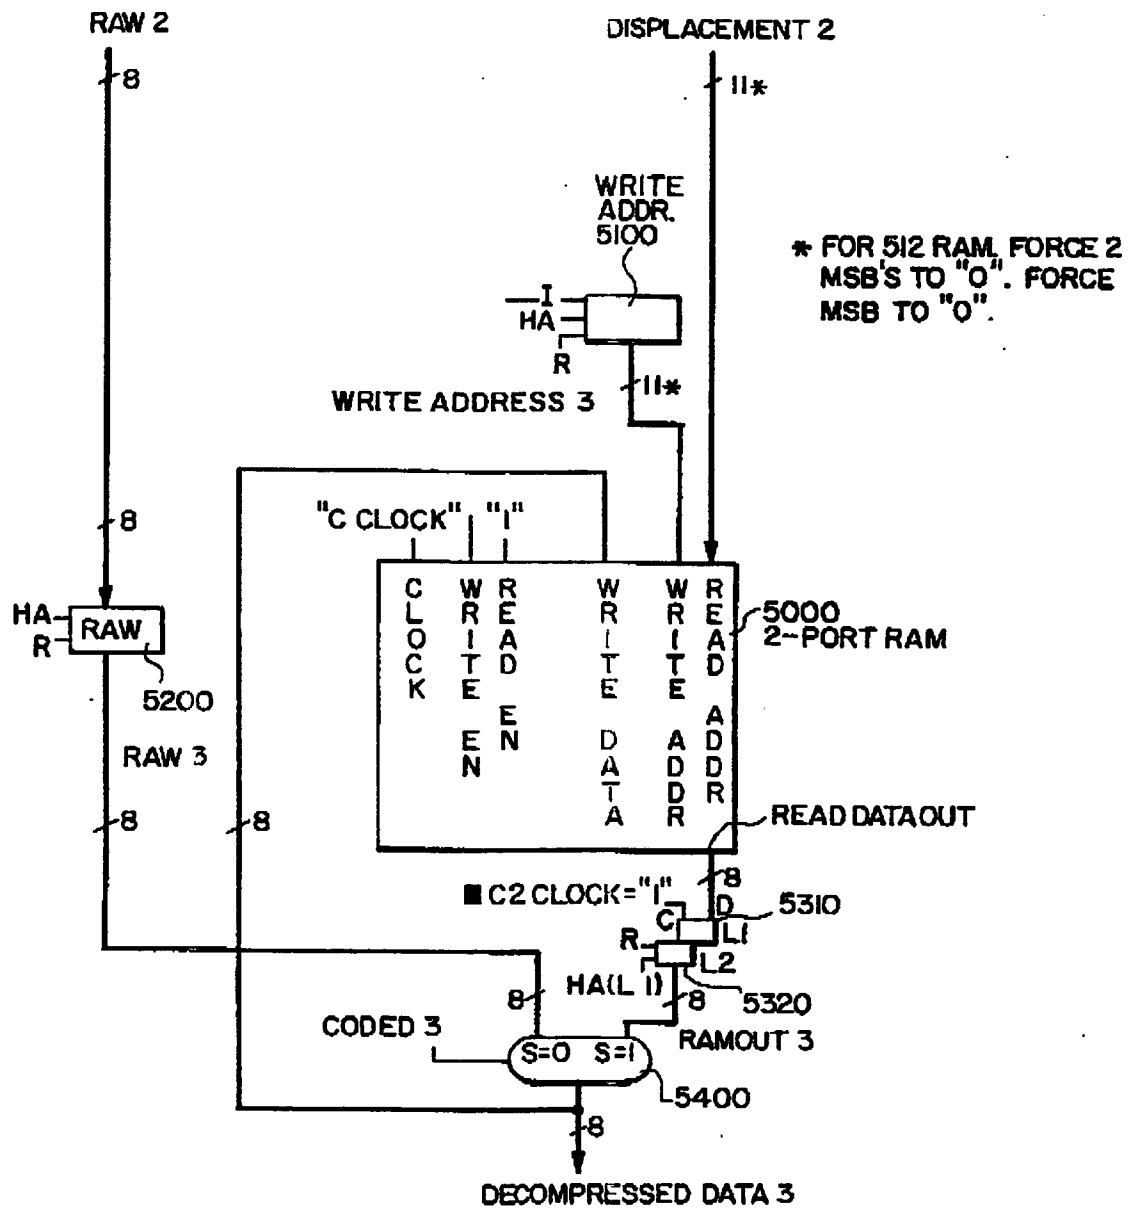 RAW 2
DISPLACEMENT 2
8
11*
WRITE
ADDR.
5100
* FOR 512 RAM. FORCE 2
MSB'S TO "0". FORCE
MSB TO "0".
I
HA
R
11*
WRITE ADDRESS 3
8
"C CLOCK" "1"
CLOCK
WRITE EN
READ EN
WRITE DATA
WRITE ADDR
READ ADDR
5000
2-PORT RAM
HA
R
RAW
5200
RAW 3
8
8
READ DATA OUT
8
■ C2 CLOCK="1"
D
5310
C
L1
R
L2
HA(L1)
8
8
5320
CODED 3
RAMOUT 3
S=0 S=1
5400
8
DECOMPRESSED DATA 3